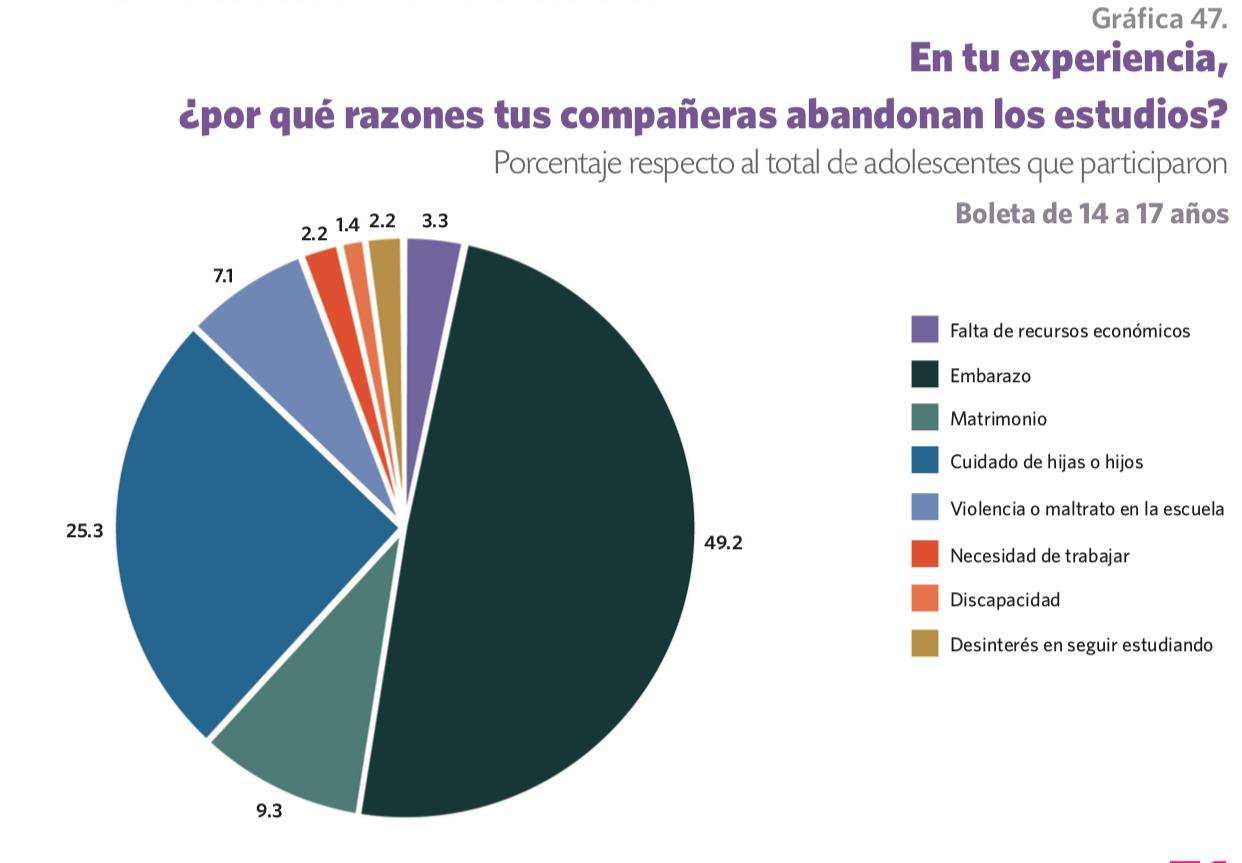 Gráfica 47.
En tu experiencia,
¿por qué razones tus compañeras abandonan los estudios?
Porcentaje respecto al total de adolescentes que participaron
Boleta de 14 a 17 años
2.2
1.4
2.2
3.3
7.1
25.3
49.2
9.3
Falta de recursos económicos
Embarazo
Matrimonio
Cuidado de hijas o hijos
Violencia o maltrato en la escuela
Necesidad de trabajar
Discapacidad
Desinterés en seguir estudiando